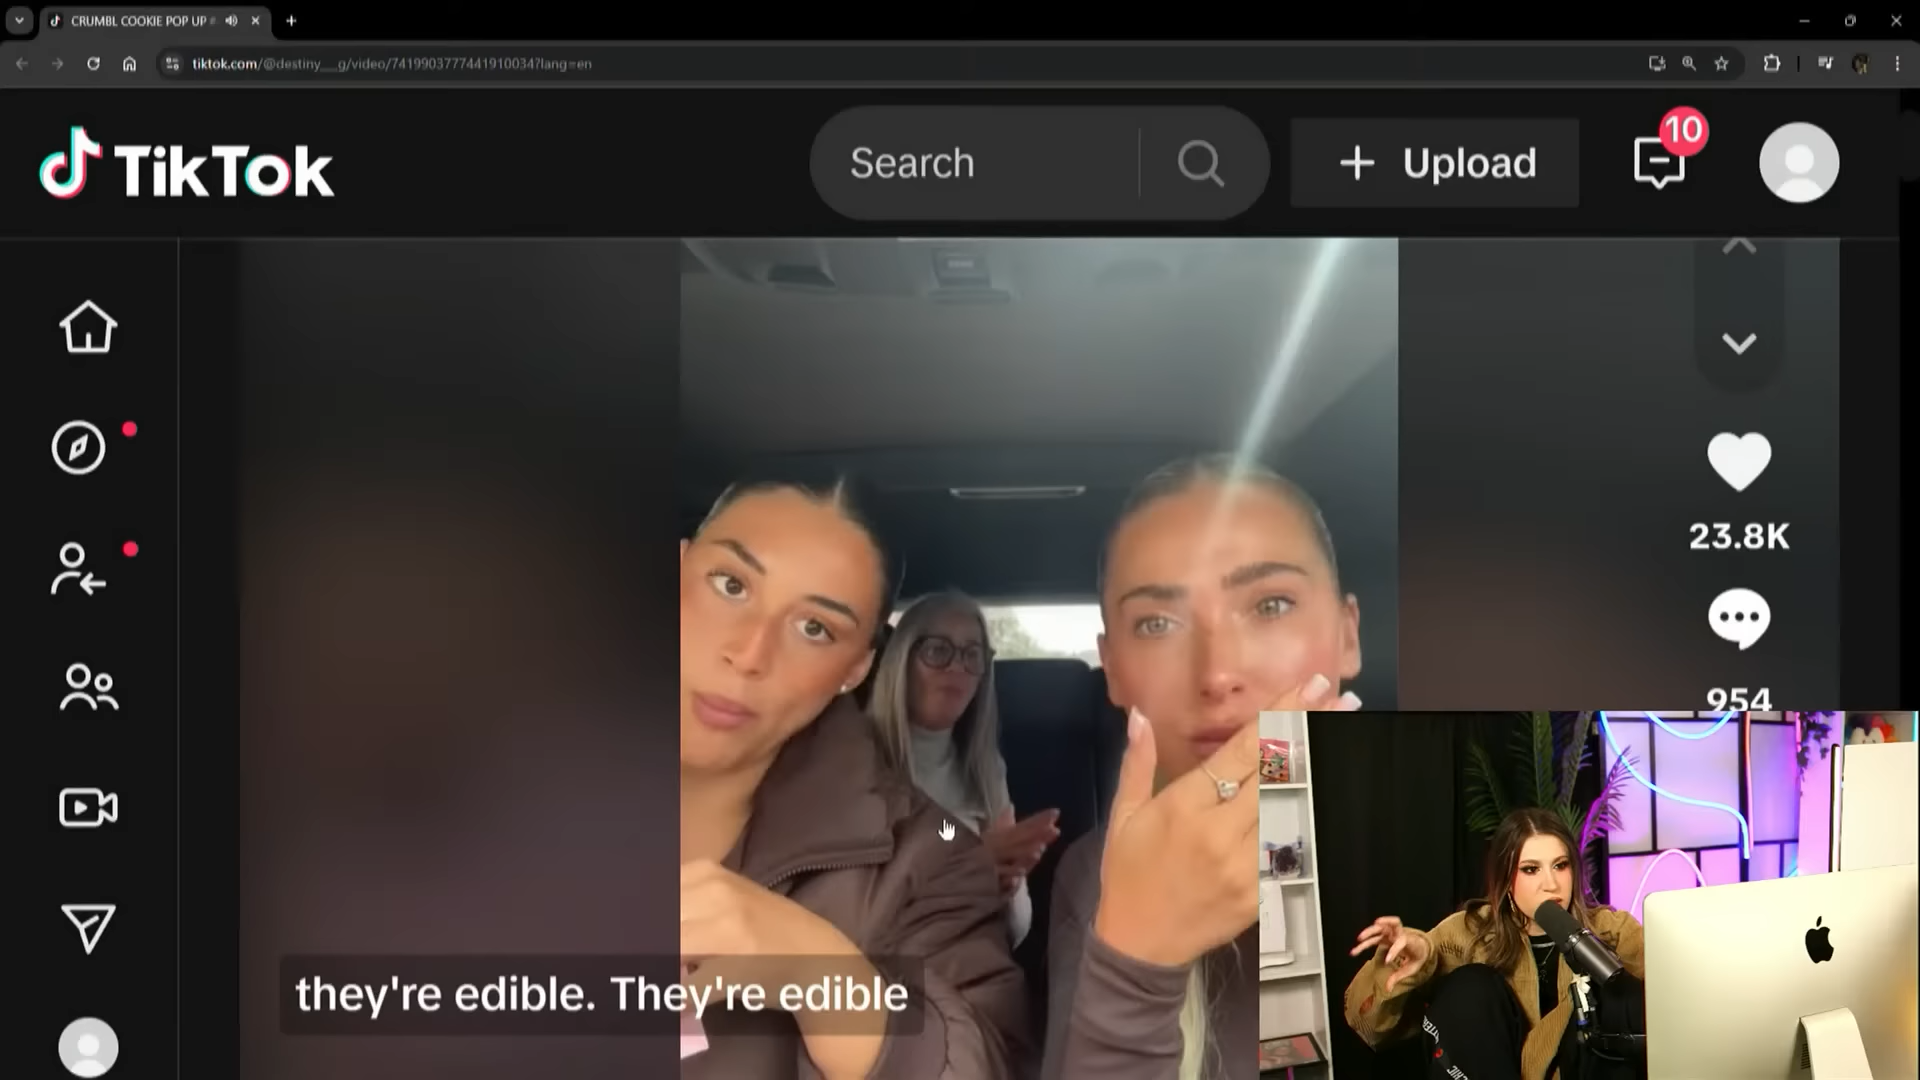 CRUMBL COOKIE POP UP
tiktok.com/@destiny__g/video/7419903777441910034?lang=en
TikTok
Search
+ Upload
10
23.8K
954
they're edible. They're edible